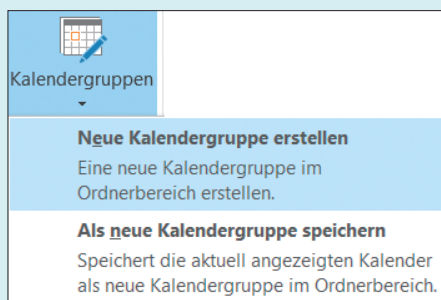 Kalendergruppen
Neue Kalendergruppe erstellen
Eine neue Kalendergruppe im
Ordnerbereich erstellen.
Als neue Kalendergruppe speichern
Speichert die aktuell angezeigten Kalender
als neue Kalendergruppe im Ordnerbereich.